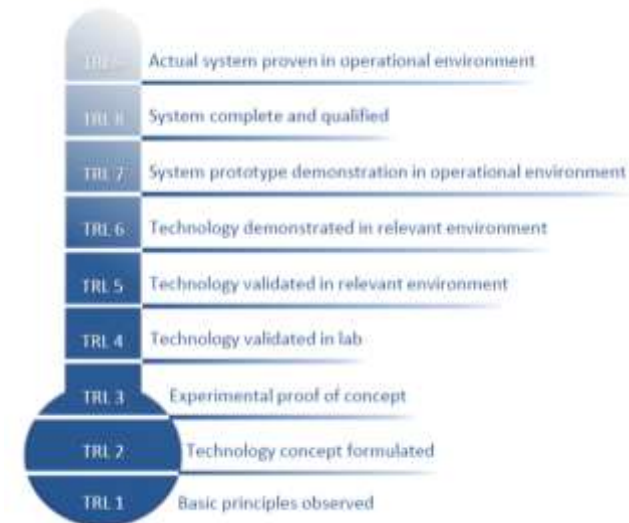 TRL 9 Actual system proven in operational environment
TRL 8 System complete and qualified
TRL 7 System prototype demonstration in operational environment
TRL 6 Technology demonstrated in relevant environment
TRL 5 Technology validated in relevant environment
TRL 4 Technology validated in lab
TRL 3 Experimental proof of concept
TRL 2 Technology concept formulated
TRL 1 Basic principles observed